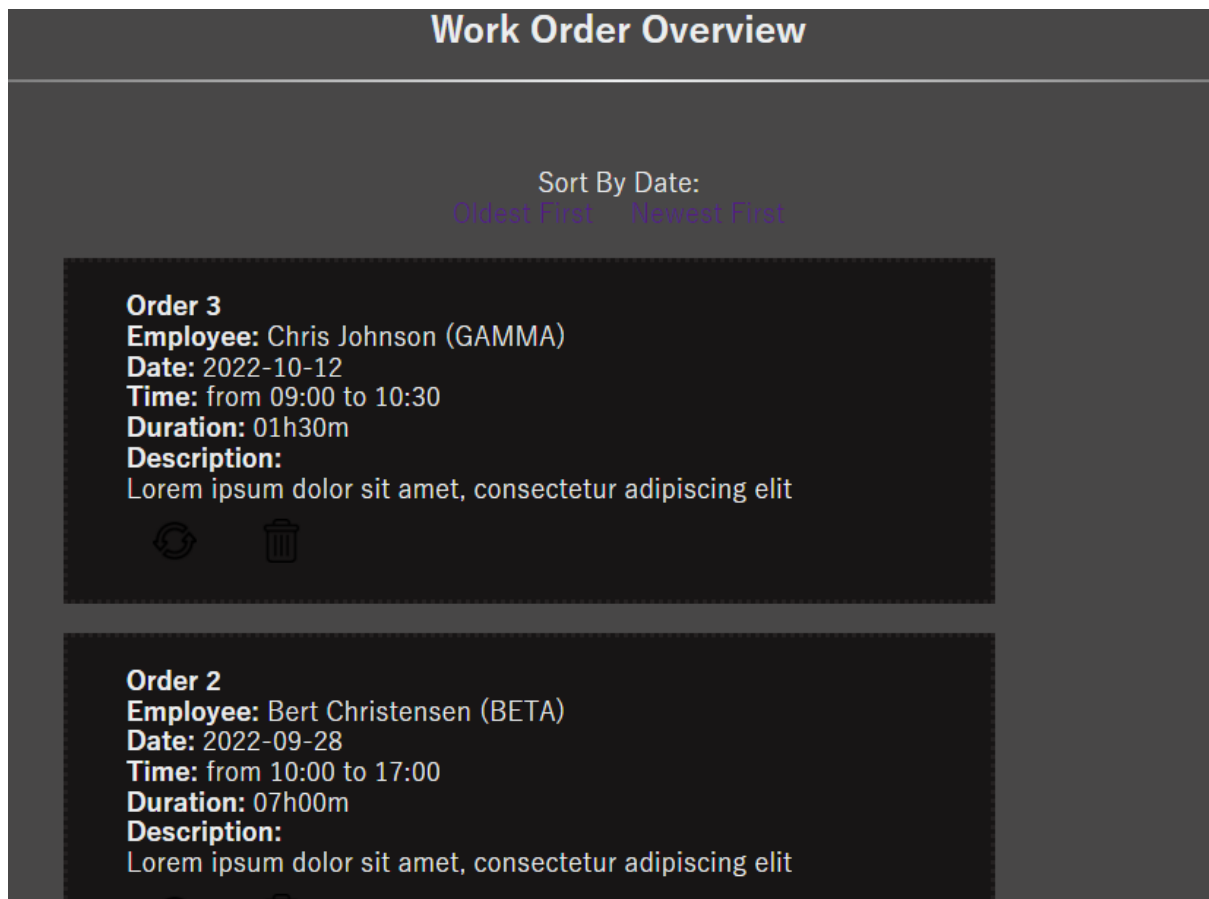 Work Order Overview
Sort By Date:
Oldest First Newest First
Order 3
Employee: Chris Johnson (GAMMA)
Date: 2022-10-12
Time: from 09:00 to 10:30
Duration: 01h30m
Description:
Lorem ipsum dolor sit amet, consectetur adipiscing elit
Order 2
Employee: Bert Christensen (BETA)
Date: 2022-09-28
Time: from 10:00 to 17:00
Duration: 07h00m
Description:
Lorem ipsum dolor sit amet, consectetur adipiscing elit